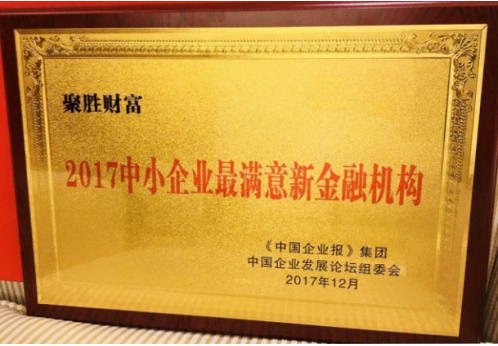 聚胜财富
2017中小企业最满意新金融机构
《中国企业报》集团
中国企业发展论坛组委会
2017年12月